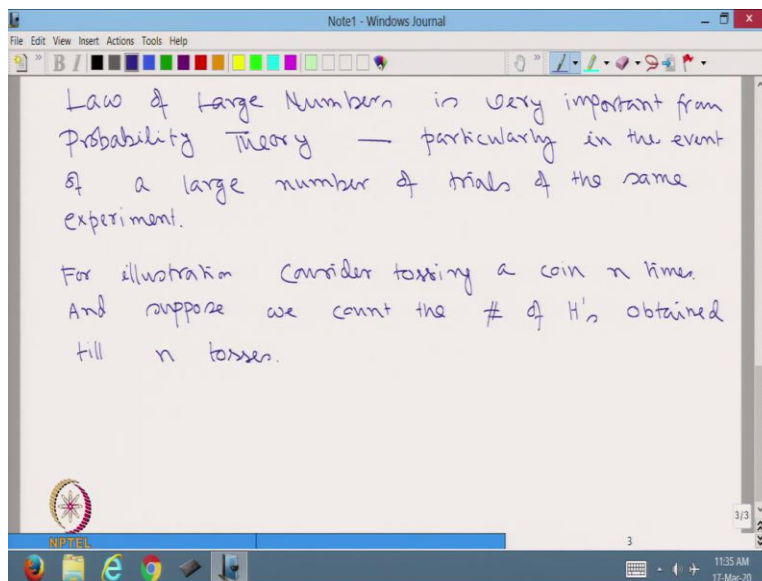 Note1 - Windows Journal
File Edit View Insert Actions Tools Help
B I
Law of Large Numbers is very important from
Probability Theory — particularly in the event
of a large number of trials of the same
experiment.
For illustration Consider tossing a coin n times.
And suppose we count the # of H's obtained
till n tosses.
NPTEL
3/3
3
11:35 AM
17-Mar-20